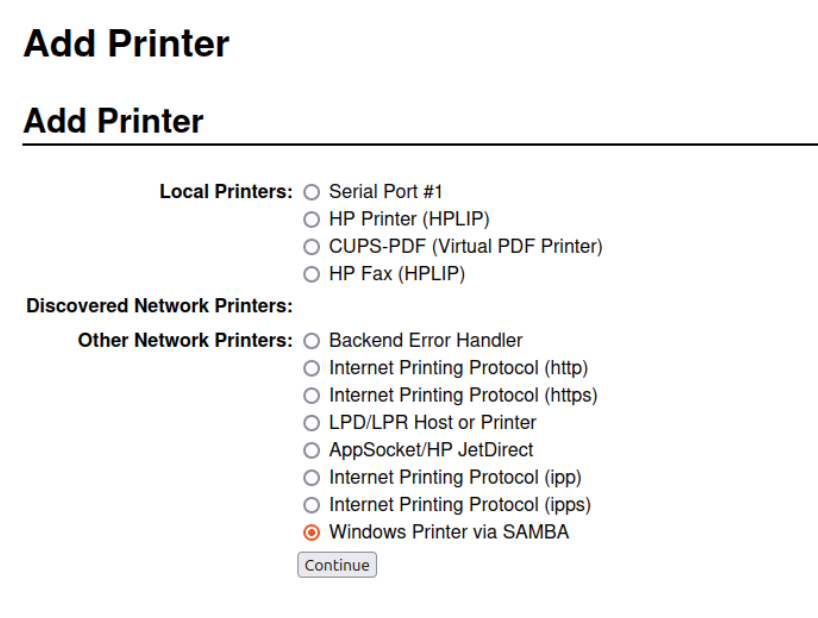 Add Printer
Add Printer
Local Printers: Serial Port #1
HP Printer (HPLIP)
CUPS-PDF (Virtual PDF Printer)
HP Fax (HPLIP)
Discovered Network Printers:
Other Network Printers: Backend Error Handler
Internet Printing Protocol (http)
Internet Printing Protocol (https)
LPD/LPR Host or Printer
AppSocket/HP JetDirect
Internet Printing Protocol (ipp)
Internet Printing Protocol (ipps)
Windows Printer via SAMBA
Continue